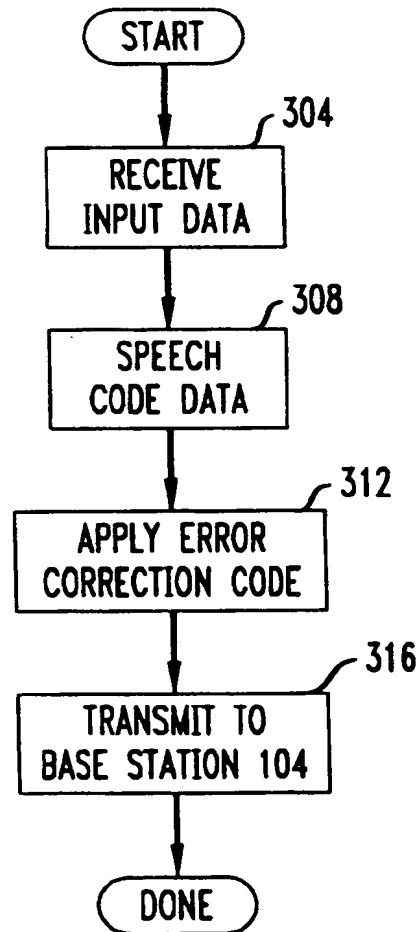 START
304
RECEIVE
INPUT DATA
308
SPEECH
CODE DATA
312
APPLY ERROR
CORRECTION CODE
316
TRANSMIT TO
BASE STATION 104
DONE